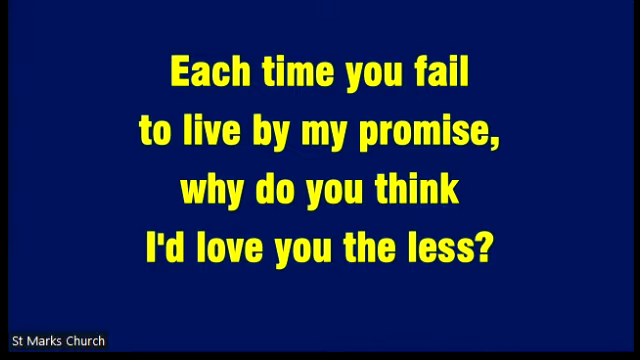 Each time you fail
to live by my promise,
why do you think
I'd love you the less?
St Marks Church